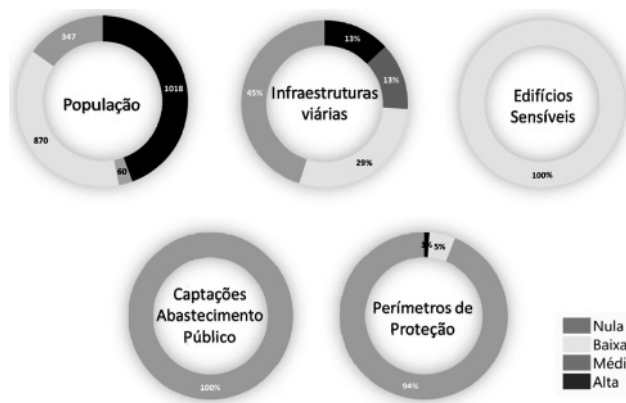 347
1018
População
870
60
13%
13%
45%
Infraestruturas
viárias
29%
Edifícios
Sensíveis
100%
Captações
Abastecimento
Público
100%
5%
Perímetros de
Proteção
94%
Nula
Baixa
Médi
Alta